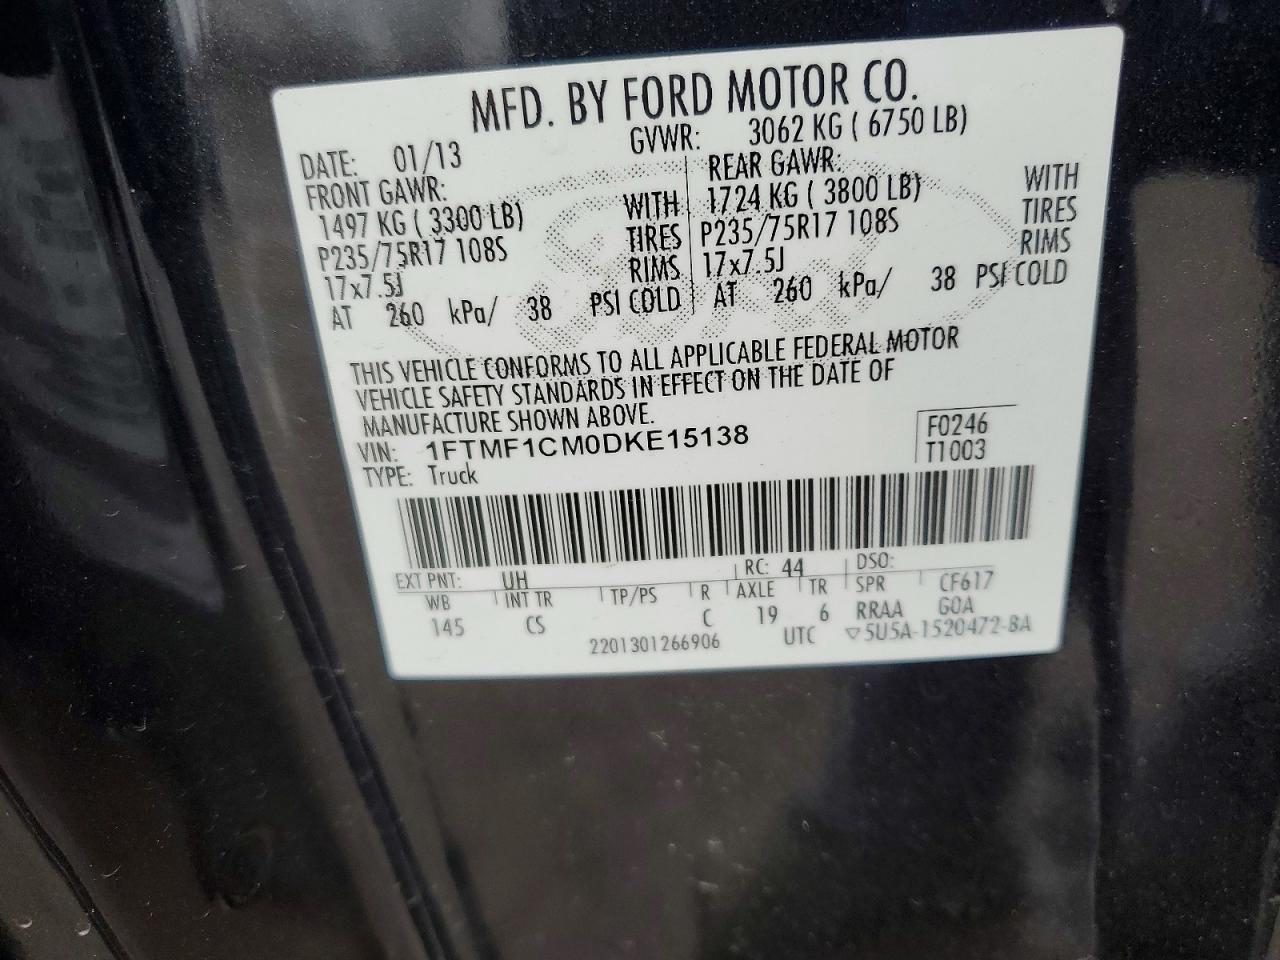 MFD. BY FORD MOTOR CO.
DATE: 01/13 GVWR: 3062 KG ( 6750 LB)
FRONT GAWR: REAR GAWR:
1497 KG ( 3300 LB) WITH 1724 KG ( 3800 LB) WITH
P235/75R17 108S TIRES P235/75R17 108S TIRES
17x7.5J RIMS 17x7.5J RIMS
AT 260 kPa/ 38 PSI COLD AT 260 kPa/ 38 PSI COLD
THIS VEHICLE CONFORMS TO ALL APPLICABLE FEDERAL MOTOR
VEHICLE SAFETY STANDARDS IN EFFECT ON THE DATE OF
MANUFACTURE SHOWN ABOVE.
VIN: 1FTMF1CM0DKE15138 F0246
TYPE: Truck T1003
EXT PNT: UH RC: 44 DSO:
WB INT TR TP/PS R AXLE TR SPR CF617
145 CS C 19 6 RRAA GOA
2201301266906 UTC ▽5U5A-1520472-BA